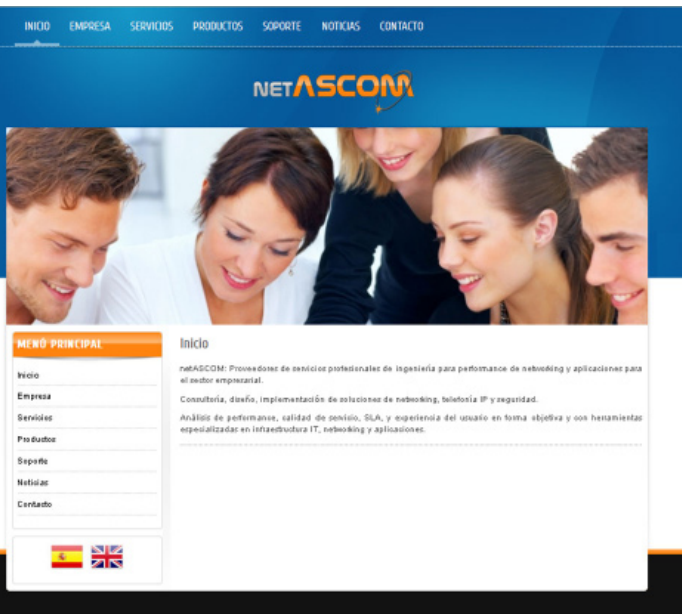 INICIO EMPRESA SERVICIOS PRODUCTOS SOPORTE NOTICIAS CONTACTO
NETASCOM
MENÚ PRINCIPAL
Inicio
Empresa
Servicios
Productos
Soporte
Noticias
Contacto
Inicio
netASCOM: Proveedores de servicios profesionales de ingeniería para performance de networking y aplicaciones para
el sector empresarial.
Consultoría, diseño, implementación de soluciones de networking, telefonía IP y seguridad.
Análisis de performance, calidad de servicio, SLA, y experiencia del usuario en forma objetiva y con herramientas
especializadas en infraestructura IT, networking y aplicaciones.